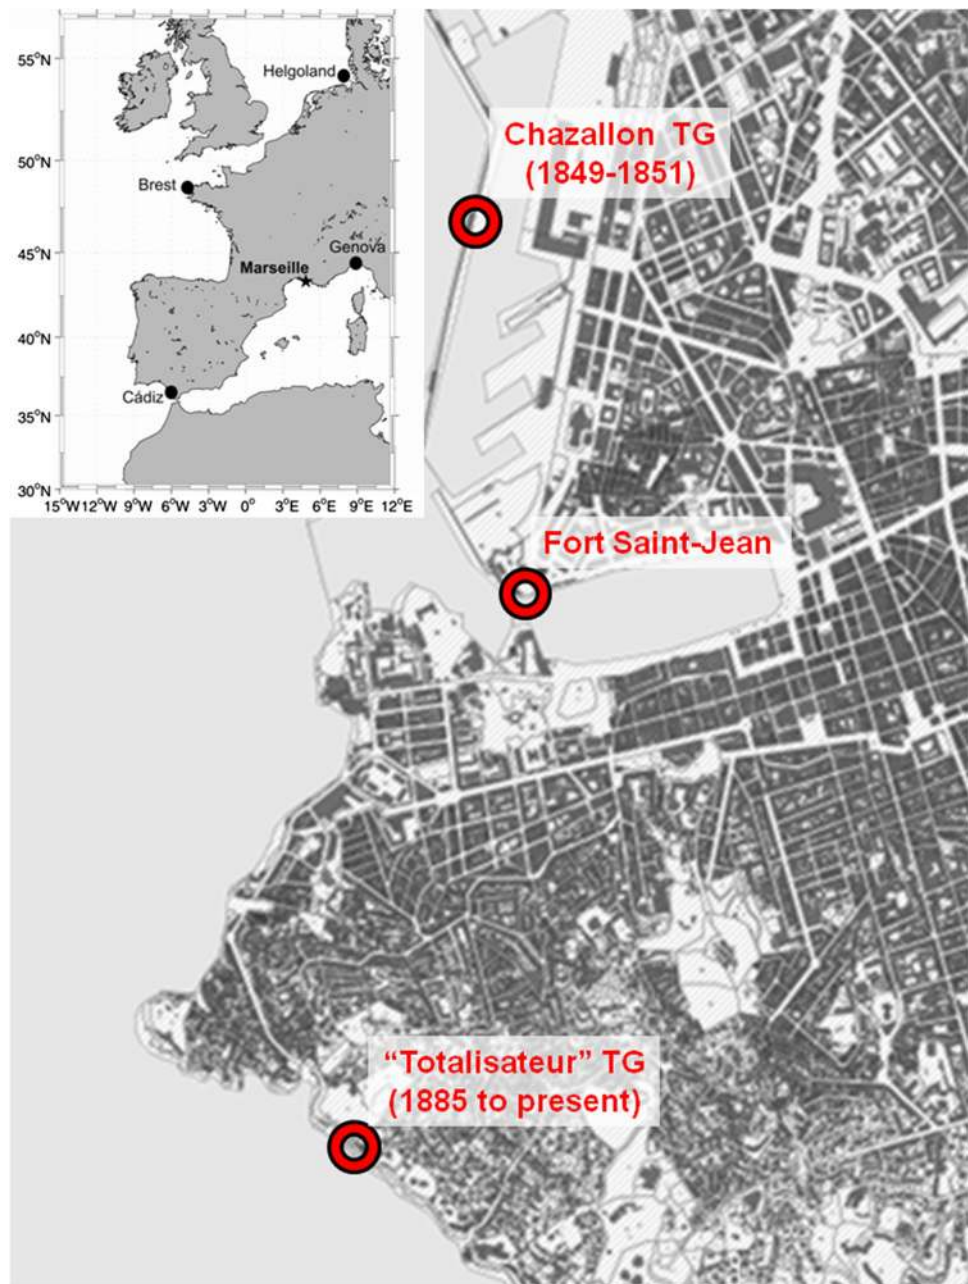 55°N
Helgoland
50°N
Brest
45°N
Genova
Marseille
40°N
Cádiz
35°N
30°N
15°W 12°W 9°W 6°W 3°W 0° 3°E 6°E 9°E 12°E
Chazallon TG
(1849-1851)
Fort Saint-Jean
“Totalisateur” TG
(1885 to present)